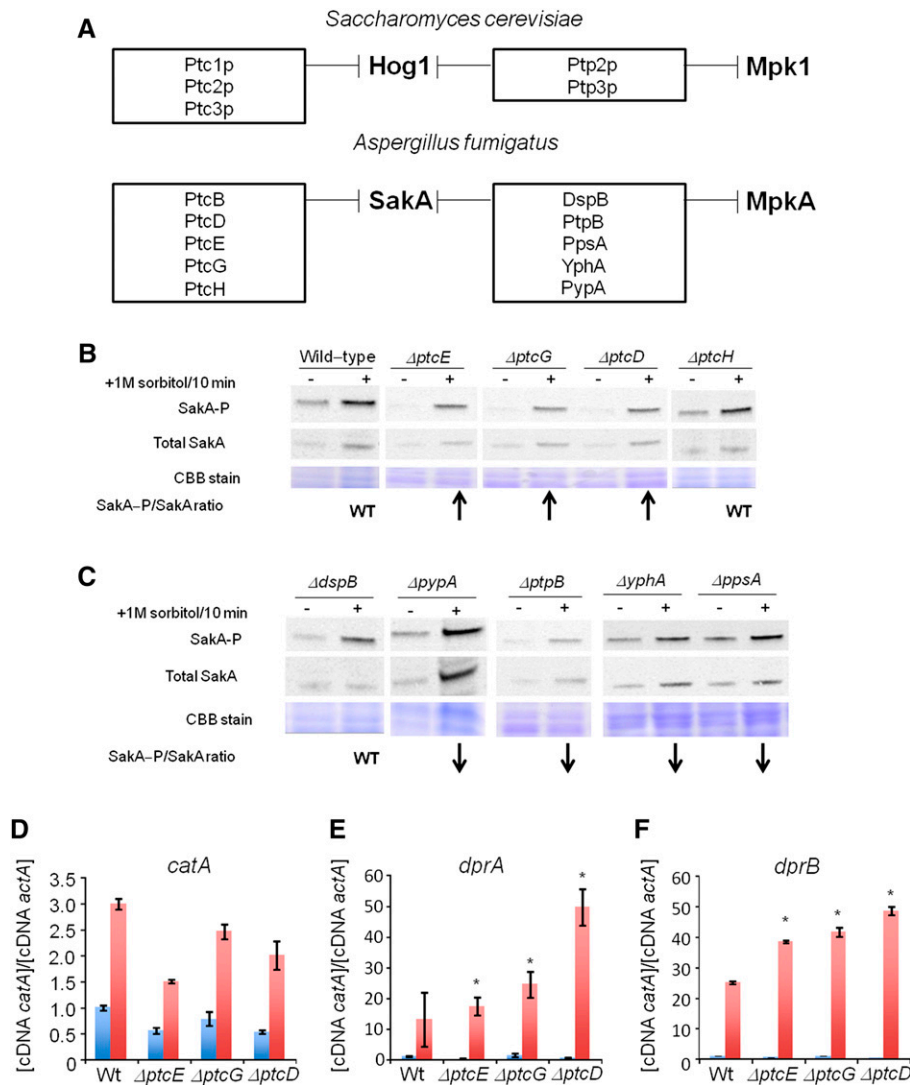 A
Saccharomyces cerevisiae
Ptc1p
Ptc2p
Ptc3p
Hog1
Ptp2p
Ptp3p
Mpk1
Aspergillus fumigatus
PtcB
PtcD
PtcE
PtcG
PtcH
SakA
DspB
PtpB
PpsA
YphA
PypA
MpkA
B
Wild–type ΔptcE ΔptcG ΔptcD ΔptcH
+1M sorbitol/10 min - + - + - + - + - +
SakA-P
Total SakA
CBB stain
SakA–P/SakA ratio WT ↑ ↑ ↑ WT
C
ΔdspB ΔpypA ΔptpB ΔyphA ΔppsA
+1M sorbitol/10 min - + - + - + - + - +
SakA-P
Total SakA
CBB stain
SakA–P/SakA ratio WT ↓ ↓ ↓ ↓
D
catA
[cDNA catA]/[cDNA actA]
3.5
3.0
2.5
2.0
1.5
1.0
0.5
0
Wt ΔptcE ΔptcG ΔptcD
E
dprA
[cDNA catA]/[cDNA actA]
60
50
40
30
20
10
0
* * *
Wt ΔptcE ΔptcG ΔptcD
F
dprB
[cDNA catA]/[cDNA actA]
60
50
40
30
20
10
0
* * *
Wt ΔptcE ΔptcG ΔptcD